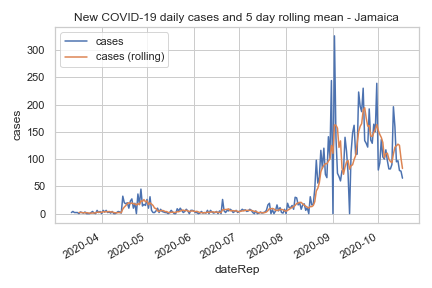 New COVID-19 daily cases and 5 day rolling mean - Jamaica
cases
cases (rolling)
300
250
200
150
100
50
0
cases
2020-04
2020-05
2020-06
2020-07
2020-08
2020-09
2020-10
dateRep